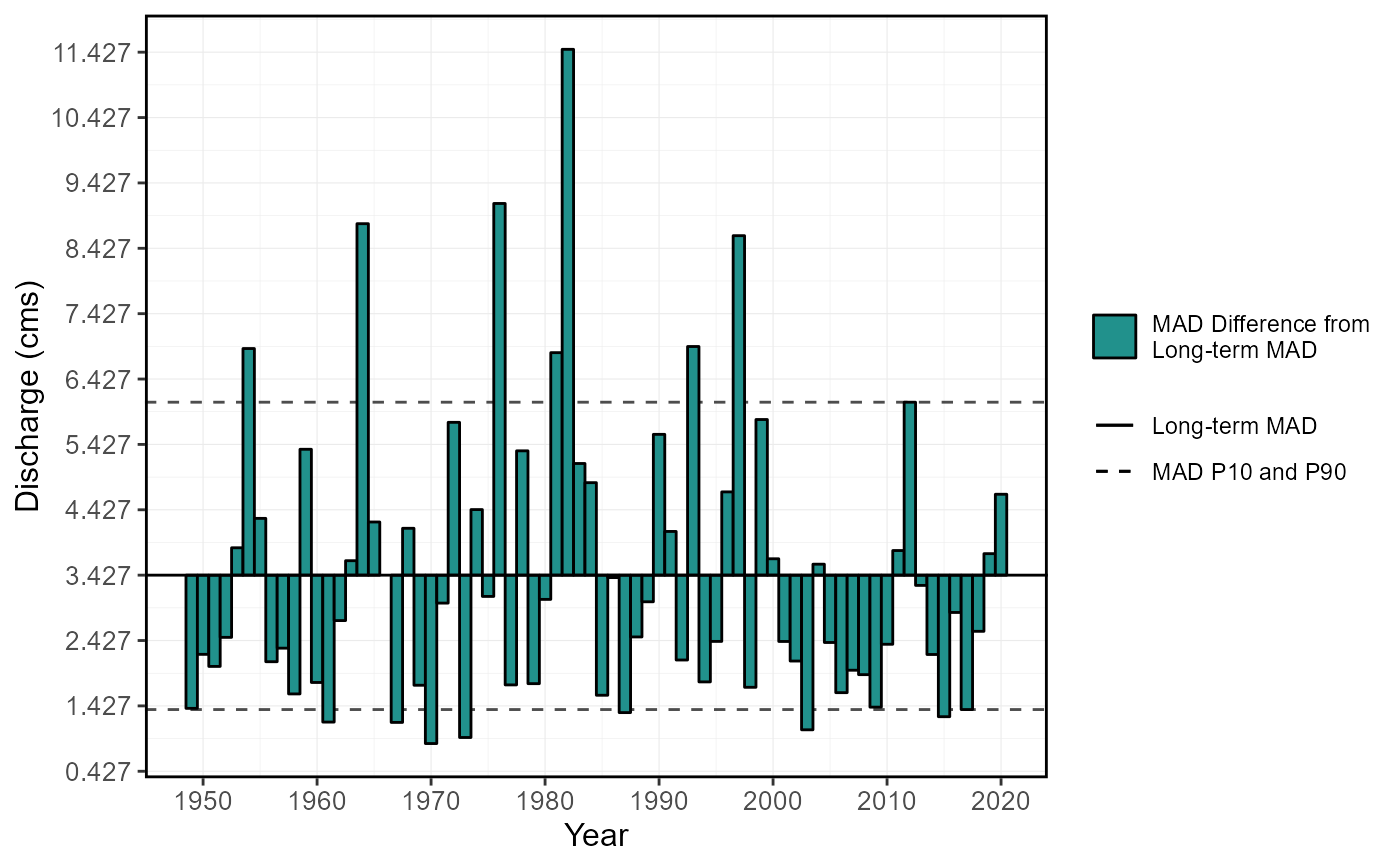 Discharge (cms)
11.427
10.427
9.427
8.427
7.427
6.427
5.427
4.427
3.427
2.427
1.427
0.427
1950 1960 1970 1980 1990 2000 2010 2020
Year
MAD Difference from
Long-term MAD
Long-term MAD
MAD P10 and P90